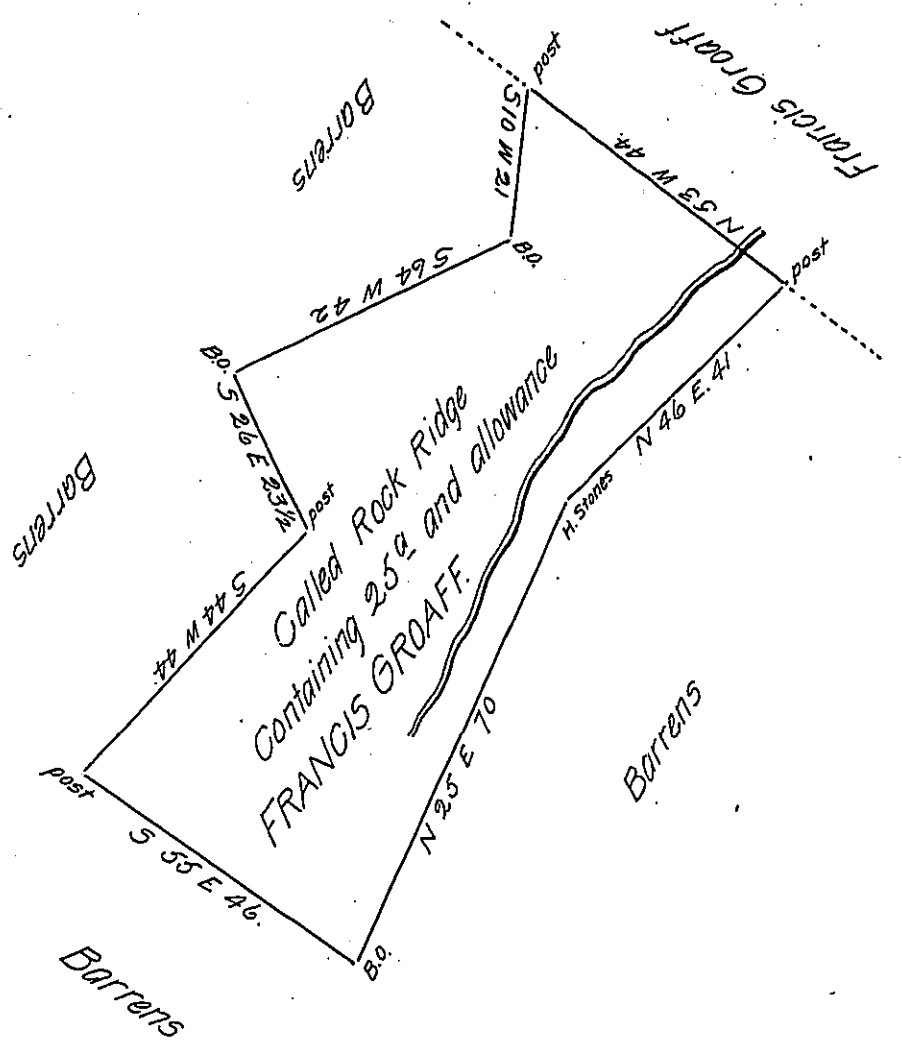 Francis Groaff
post
Barrens
S 10 W 21
N 53 W 44.
post
B.O.
S 64 W 42
B.O.
S 26 E 23½
N 46 E. 41.
Barrens
post
H. Stones
Called Rock Ridge
Containing 25a and allowance
FRANCIS GROAFF.
S 44 W 44.
N 25 E 70
Barrens
post
S 55 E 46.
B.O.
Barrens